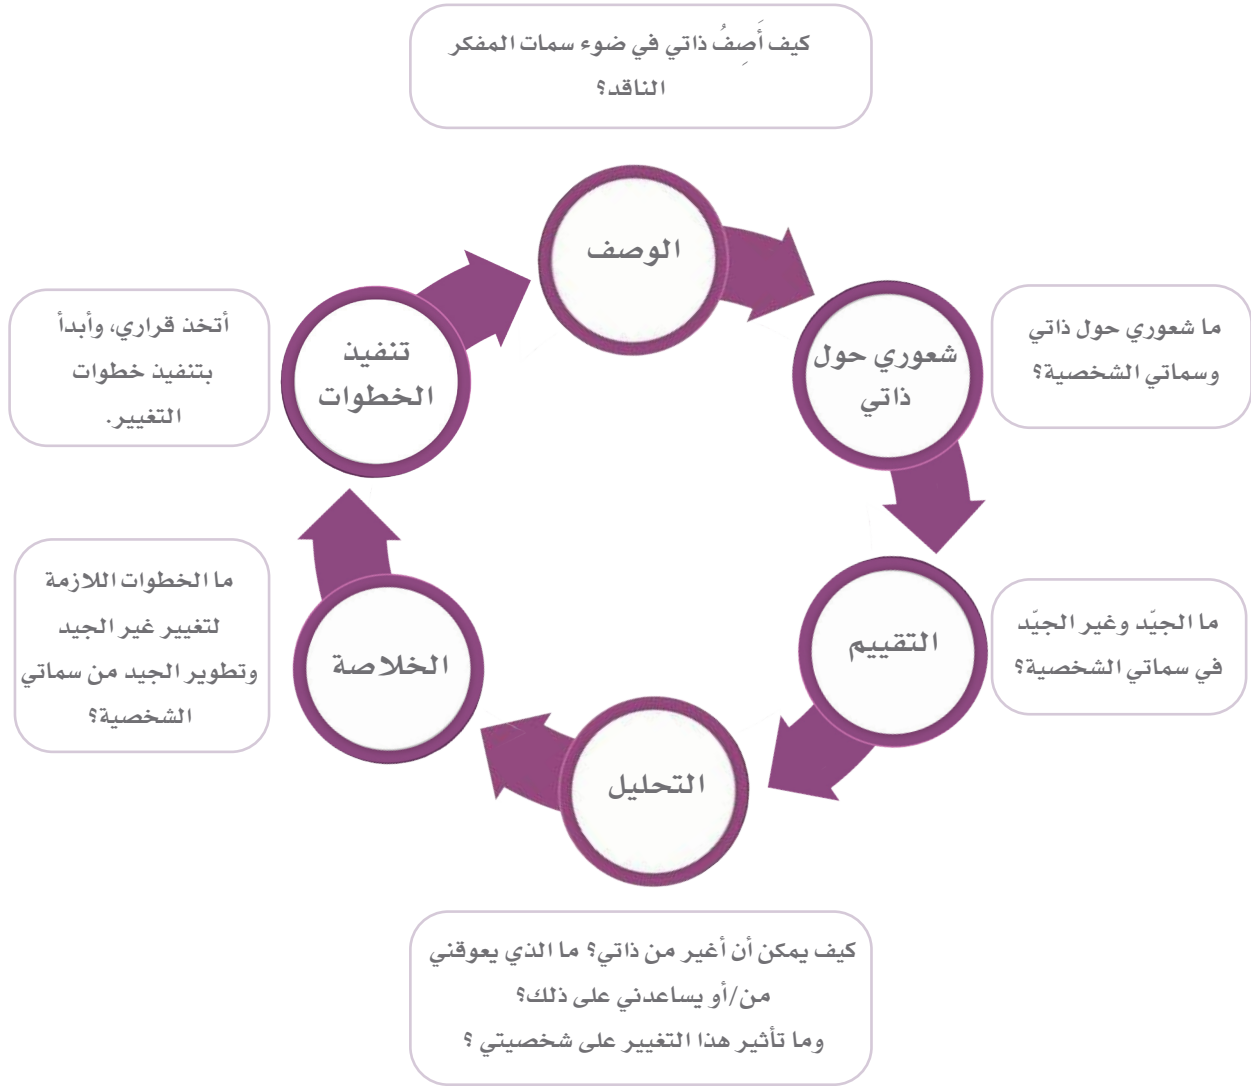 كيف أَصِفُ ذاتي في ضوء سمات المفكر
الناقد؟
الوصف
شعوري حول
ذاتي
ما شعوري حول ذاتي
وسماتي الشخصية؟
التقييم
ما الجيّد وغير الجيّد
في سماتي الشخصية؟
التحليل
كيف يمكن أن أغير من ذاتي؟ ما الذي يعوقني
من/أو يساعدني على ذلك؟
وما تأثير هذا التغيير على شخصيتي ؟
الخلاصة
ما الخطوات اللازمة
لتغيير غير الجيد
وتطوير الجيد من سماتي
الشخصية؟
تنفيذ
الخطوات
أتخذ قراري، وأبدأ
بتنفيذ خطوات
التغيير.